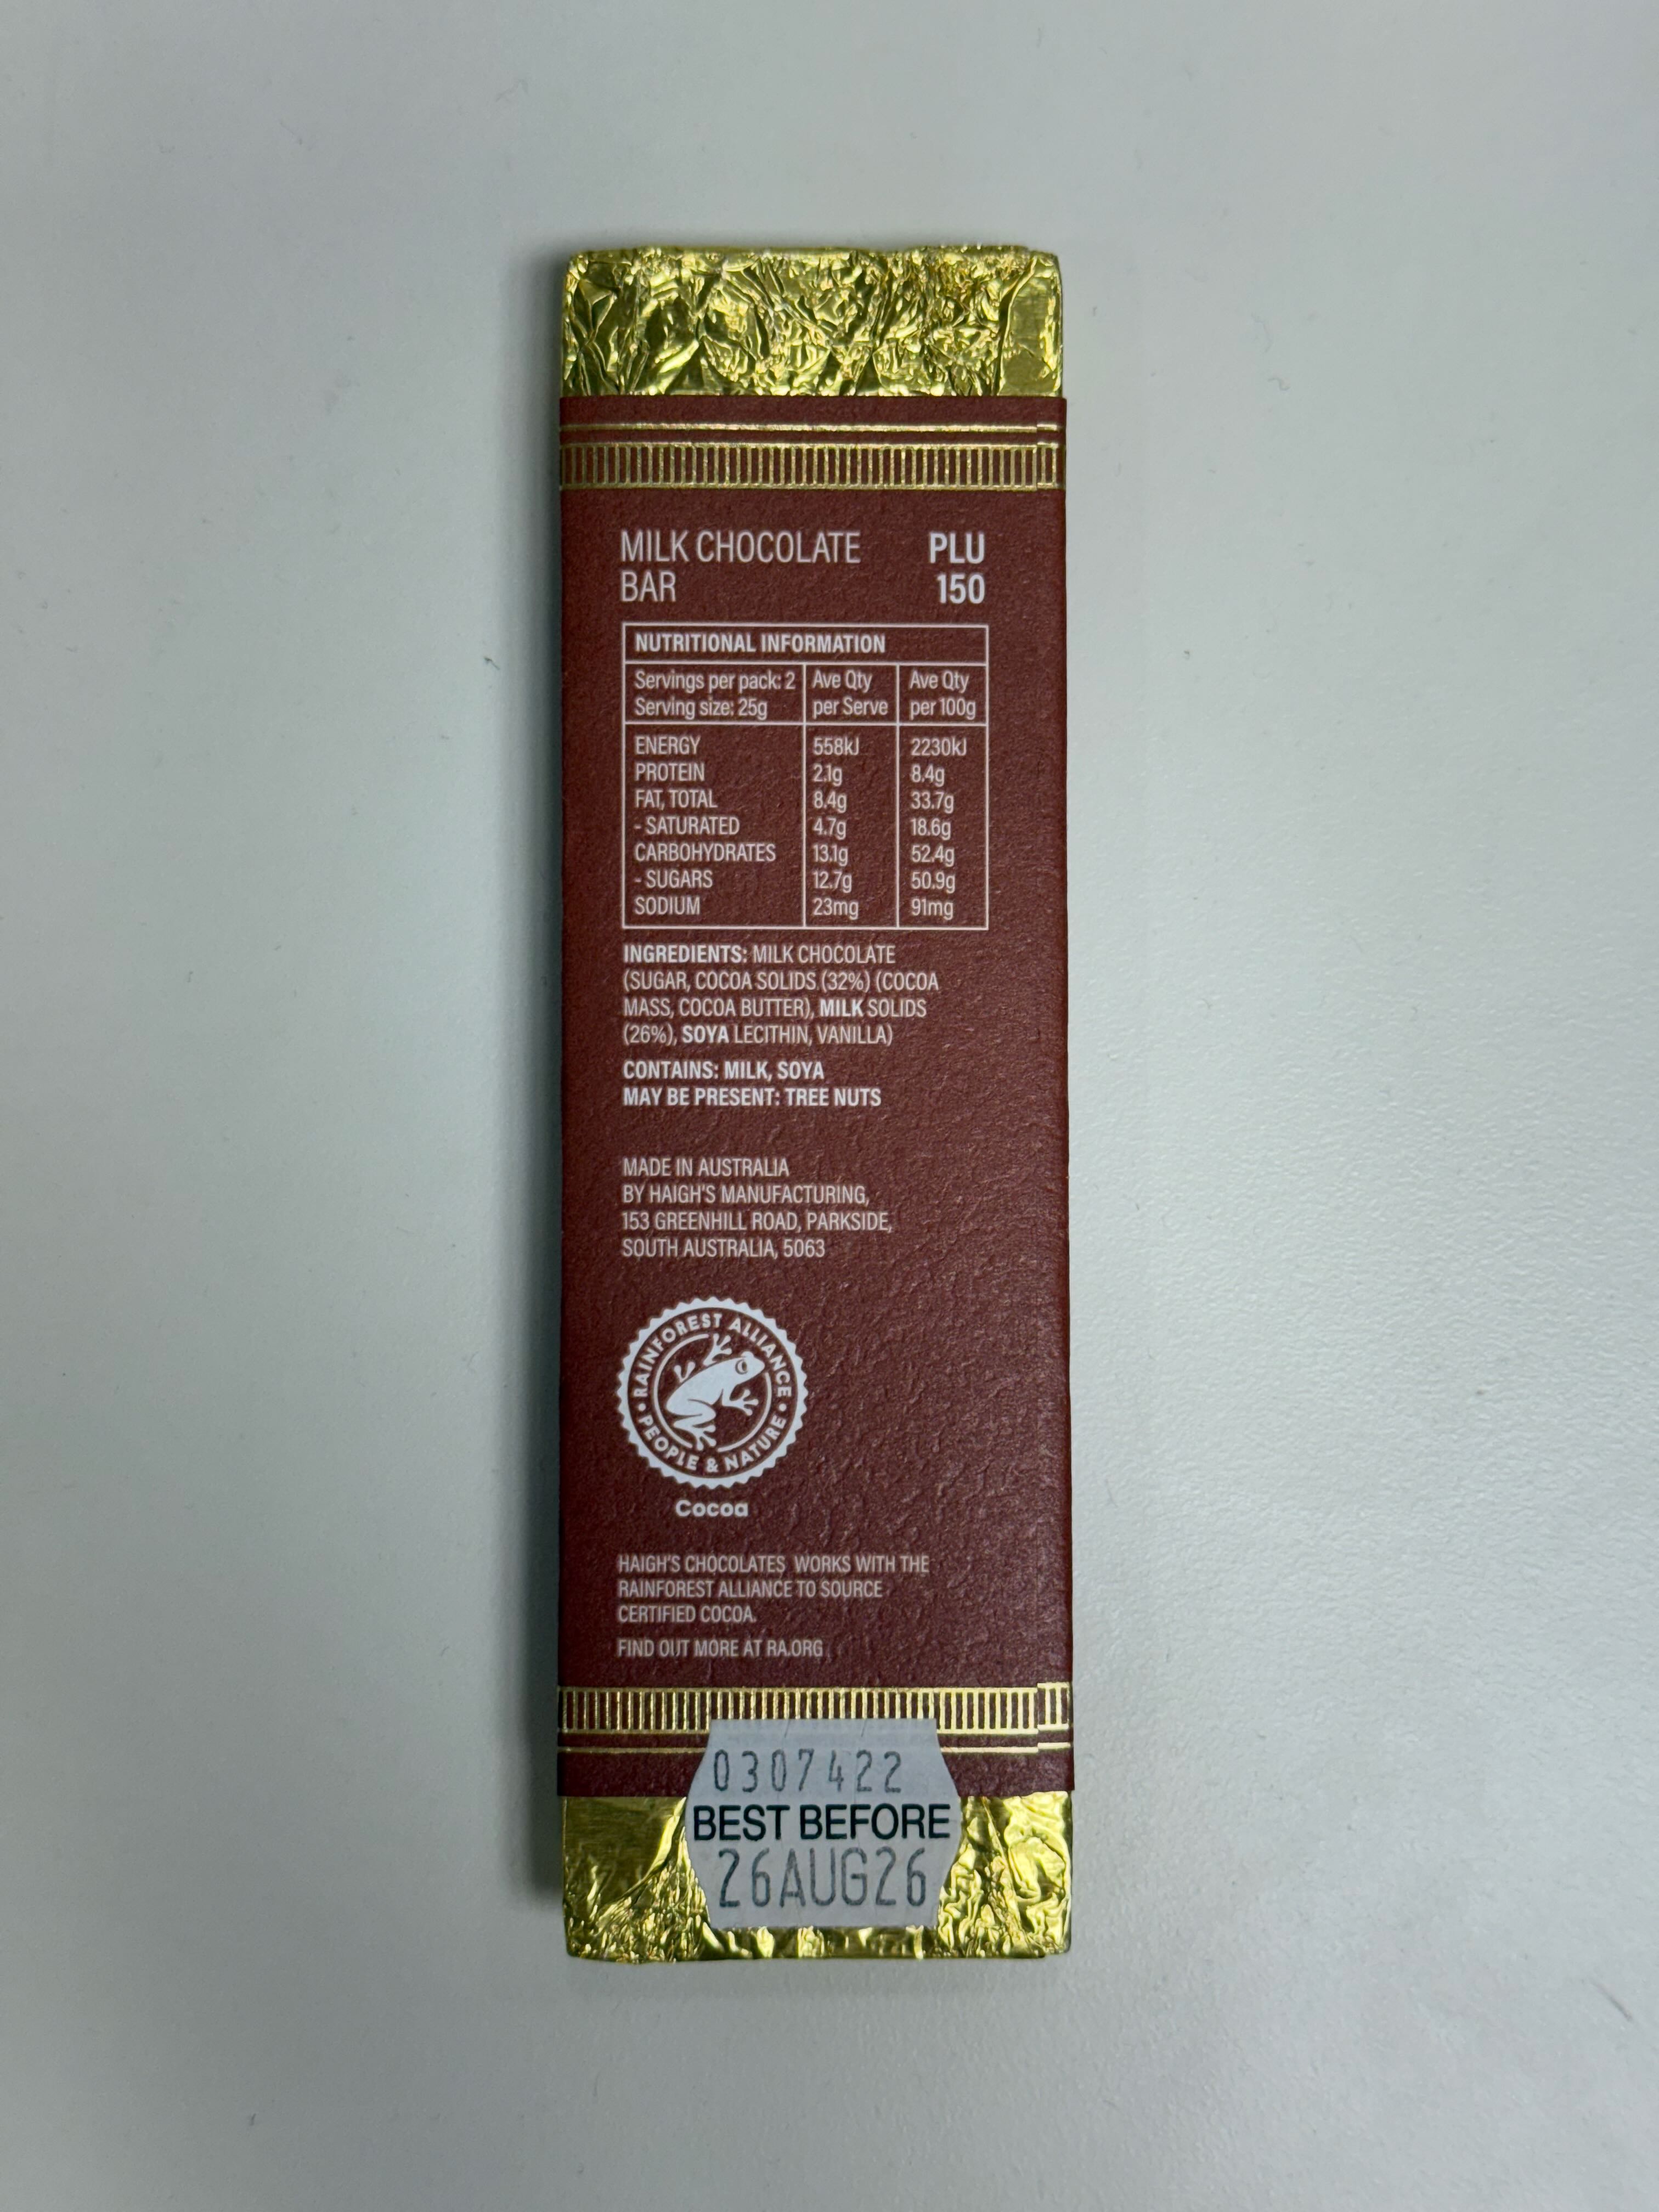 MILK CHOCOLATE PLU
BAR 150
NUTRITIONAL INFORMATION
Servings per pack: 2 Ave Qty Ave Qty
Serving size: 25g per Serve per 100g
ENERGY 558kJ 2230kJ
PROTEIN 2.1g 8.4g
FAT, TOTAL 8.4g 33.7g
- SATURATED 4.7g 18.6g
CARBOHYDRATES 13.1g 52.4g
- SUGARS 12.7g 50.9g
SODIUM 23mg 91mg
INGREDIENTS: MILK CHOCOLATE
(SUGAR, COCOA SOLIDS (32%) (COCOA
MASS, COCOA BUTTER), MILK SOLIDS
(26%), SOYA LECITHIN, VANILLA)
CONTAINS: MILK, SOYA
MAY BE PRESENT: TREE NUTS
MADE IN AUSTRALIA
BY HAIGH'S MANUFACTURING,
153 GREENHILL ROAD, PARKSIDE,
SOUTH AUSTRALIA, 5063
RAINFOREST ALLIANCE
PEOPLE & NATURE
Cocoa
HAIGH'S CHOCOLATES WORKS WITH THE
RAINFOREST ALLIANCE TO SOURCE
CERTIFIED COCOA.
FIND OUT MORE AT RA.ORG
0307422
BEST BEFORE
26AUG26